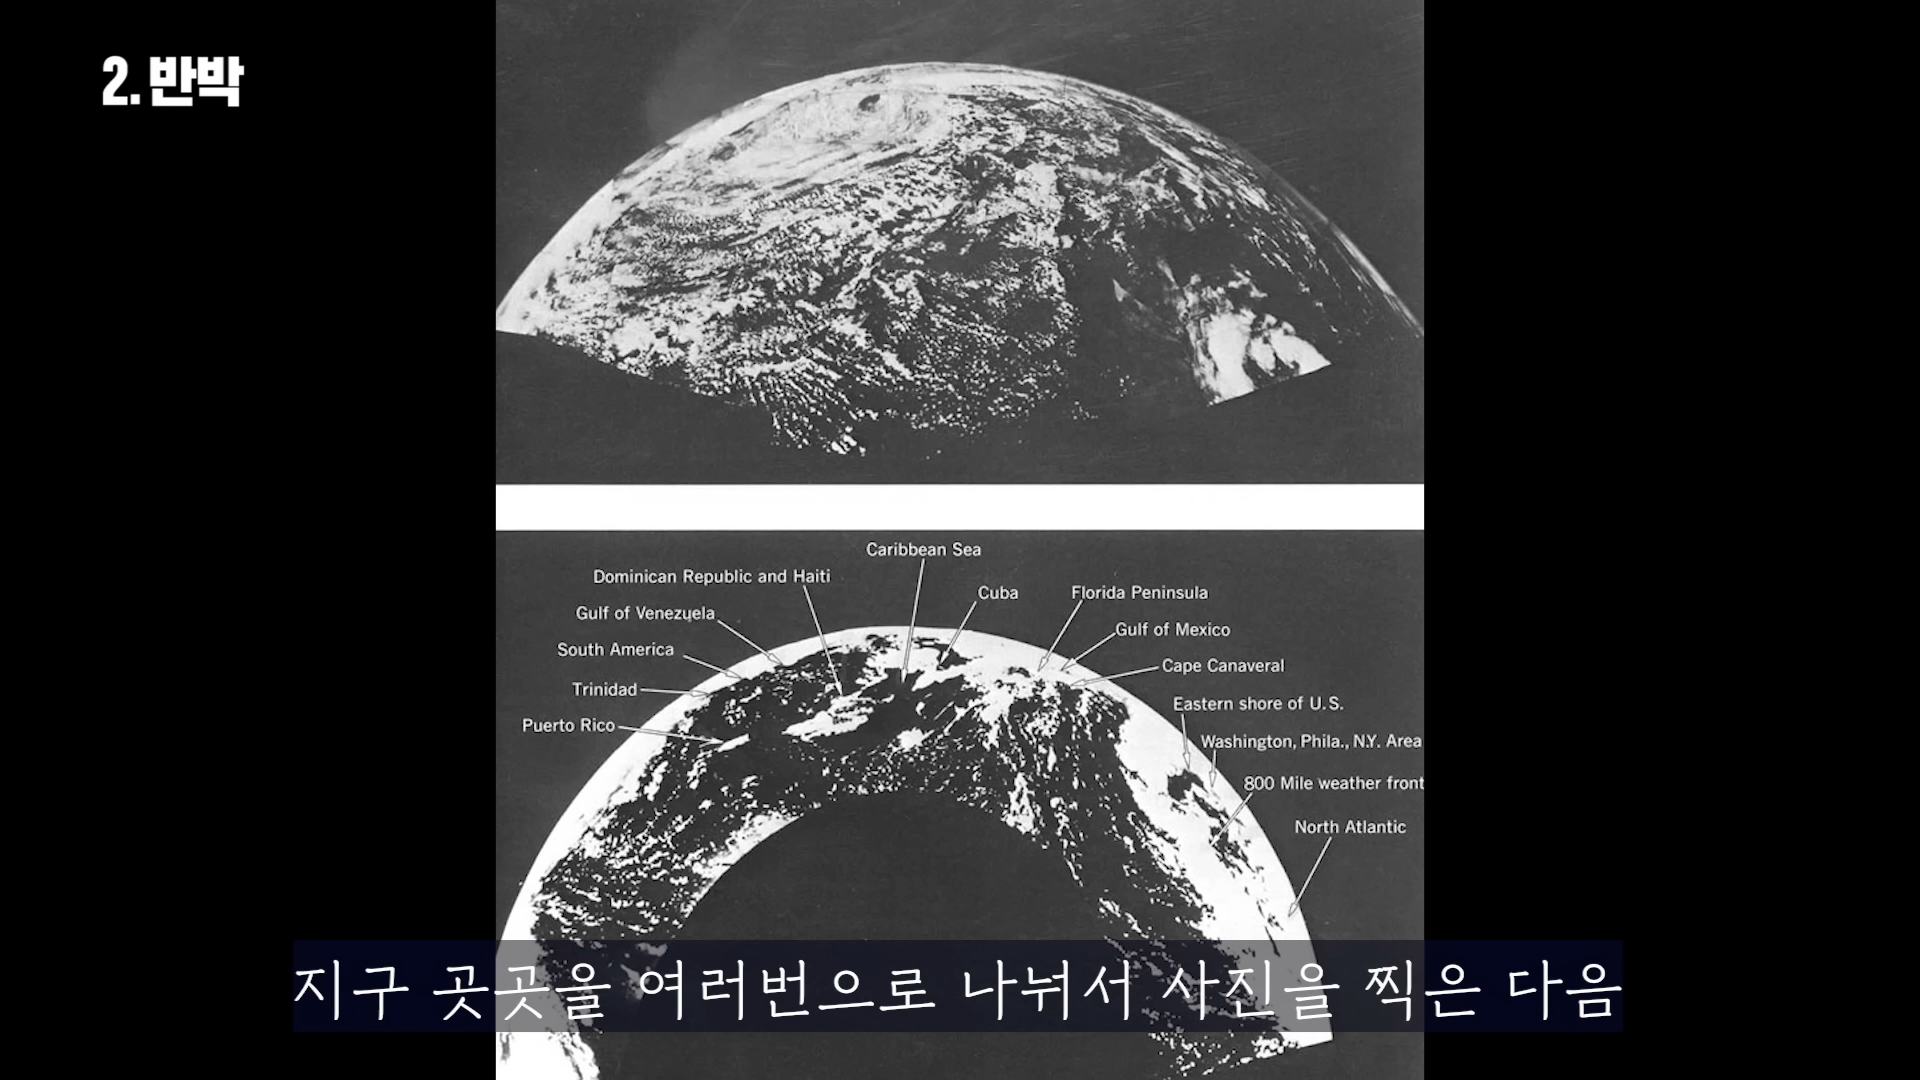 2. 반박
Caribbean Sea
Dominican Republic and Haiti
Cuba
Florida Peninsula
Gulf of Venezuela
Gulf of Mexico
South America
Cape Canaveral
Trinidad
Eastern shore of U.S.
Puerto Rico
Washington, Phila., N.Y. Area
800 Mile weather front
North Atlantic
지구 곳곳을 여러번으로 나눠서 사진을 찍은 다음